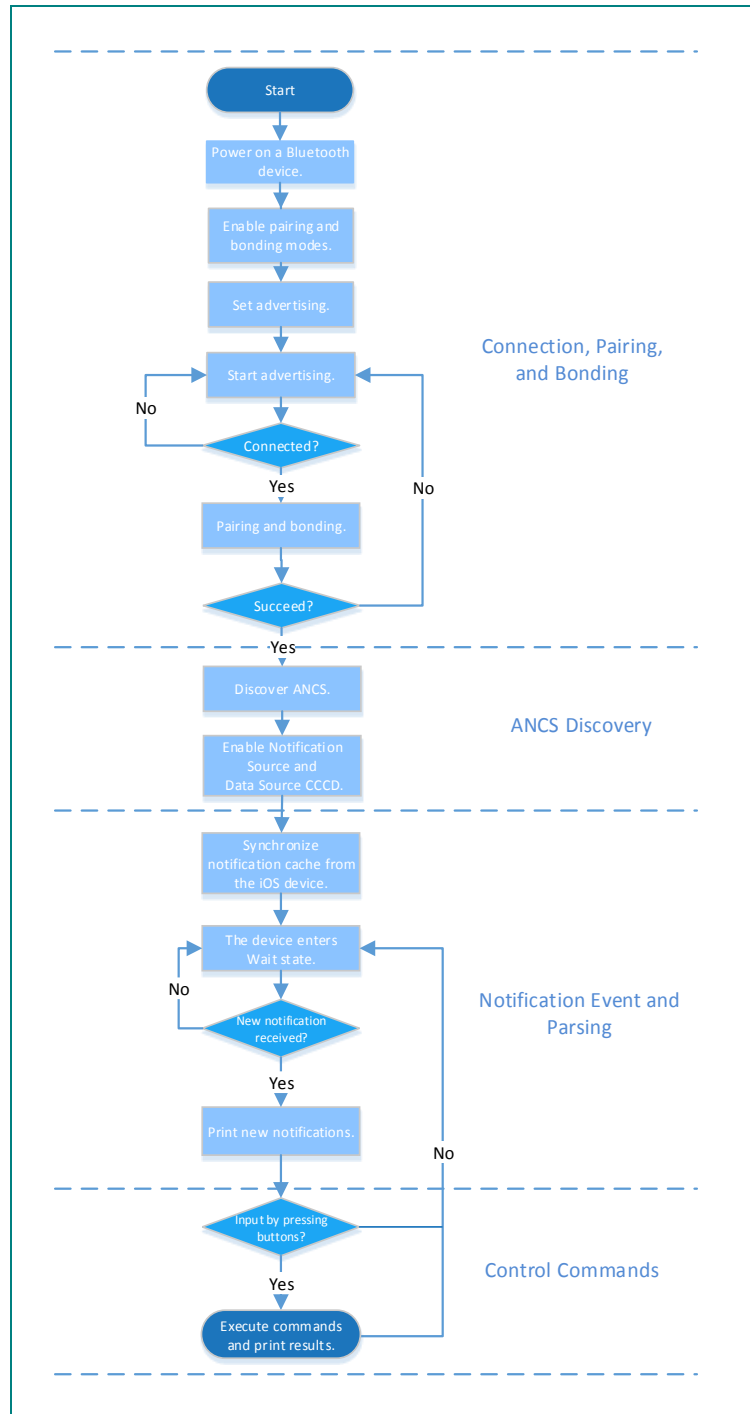 Start
Power on a Bluetooth
device.
Enable pairing and
bonding modes.
Set advertising.
Start advertising.
Connection, Pairing,
and Bonding
No
Connected?
Yes
No
Pairing and bonding.
Succeed?
Yes
Discover ANCS.
ANCS Discovery
Enable Notification
Source and
Data Source CCCD.
Synchronize
notification cache from
the iOS device.
The device enters
Wait state.
No
New notification
received?
Notification Event and
Parsing
Yes
Print new notifications.
No
Input by pressing
buttons?
Control Commands
Yes
Execute commands
and print results.